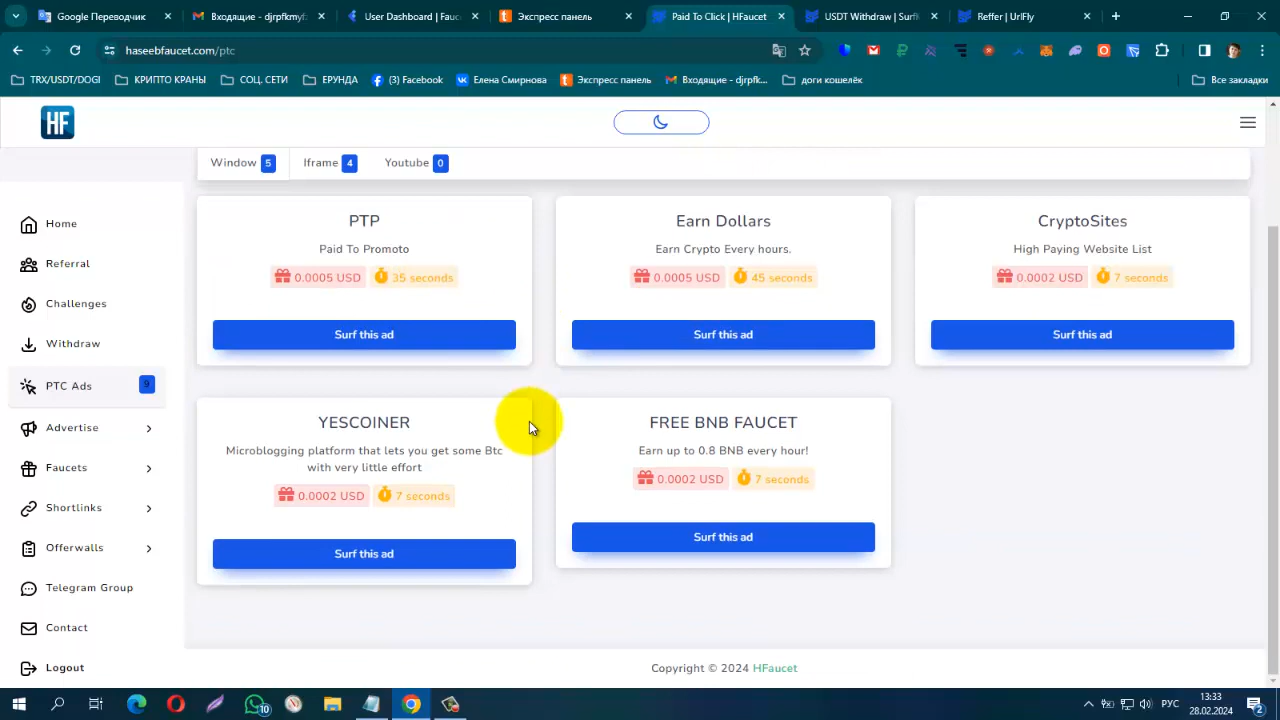 Google Переводчик
Входящие - djrpfkmyf
User Dashboard | Fauc
Экспресс панель
Paid To Click | HFaucet
USDT Withdraw | Surfl
Reffer | UrlFly
haseebfaucet.com/ptc
TRX/USDT/DOGI
КРИПТО КРАНЫ
СОЦ. СЕТИ
ЕРУНДА
(3) Facebook
Елена Смирнова
Экспресс панель
Входящие - djrpfk...
доги кошелёк
Все закладки
HF
Window 5
Iframe 4
Youtube 0
Home
Referral
Challenges
Withdraw
PTC Ads 9
Advertise
Faucets
Shortlinks
Offerwalls
Telegram Group
Contact
Logout
PTP
Paid To Promoto
0.0005 USD 35 seconds
Surf this ad
Earn Dollars
Earn Crypto Every hours.
0.0005 USD 45 seconds
Surf this ad
CryptoSites
High Paying Website List
0.0002 USD 7 seconds
Surf this ad
YESCOINER
Microblogging platform that lets you get some Btc
with very little effort
0.0002 USD 7 seconds
Surf this ad
FREE BNB FAUCET
Earn up to 0.8 BNB every hour!
0.0002 USD 7 seconds
Surf this ad
Copyright © 2024 HFaucet
10
РУС
13:33
28.02.2024
2